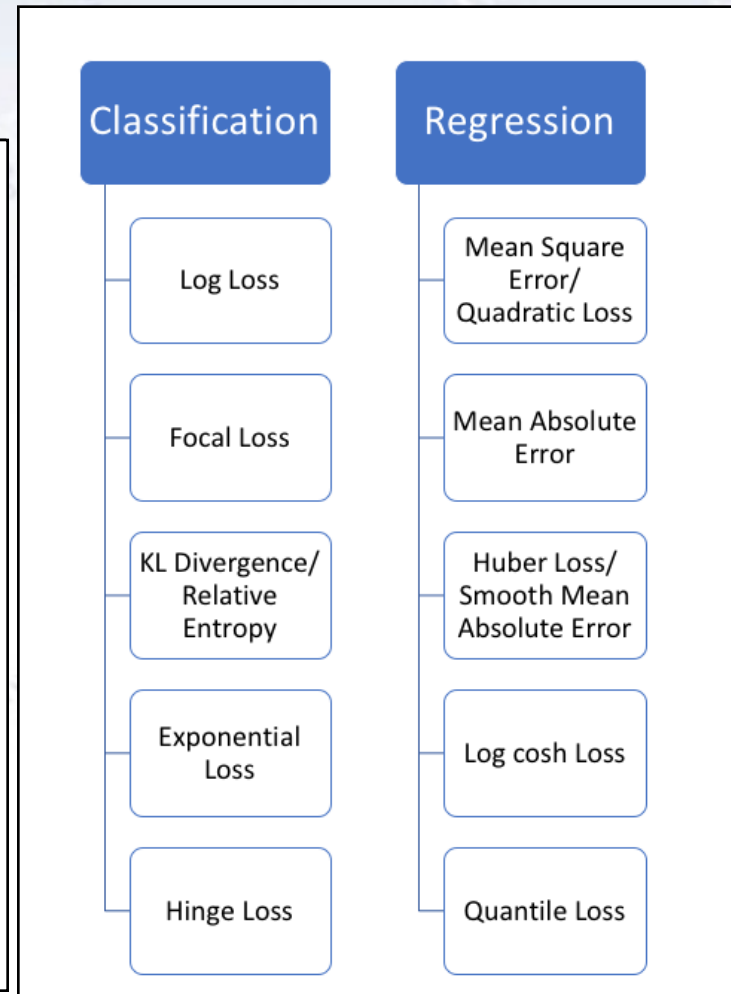 Classification
Log Loss
Focal Loss
KL Divergence/
Relative
Entropy
Exponential
Loss
Hinge Loss
Regression
Mean Square
Error/
Quadratic Loss
Mean Absolute
Error
Huber Loss/
Smooth Mean
Absolute Error
Log cosh Loss
Quantile Loss